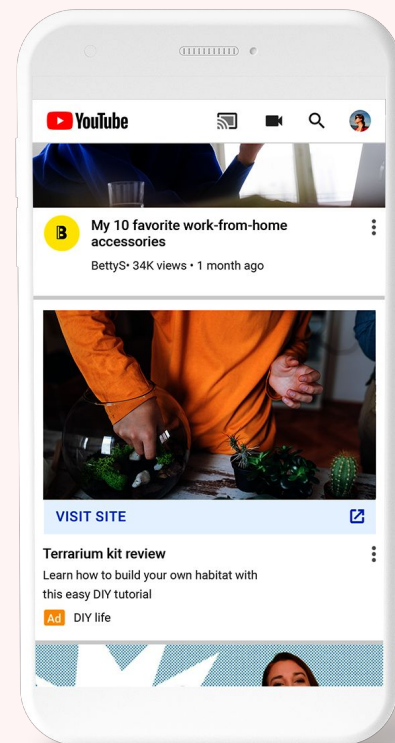 YouTube
B
My 10 favorite work-from-home
accessories
BettyS• 34K views • 1 month ago
VISIT SITE
Terrarium kit review
Learn how to build your own habitat with
this easy DIY tutorial
Ad DIY life